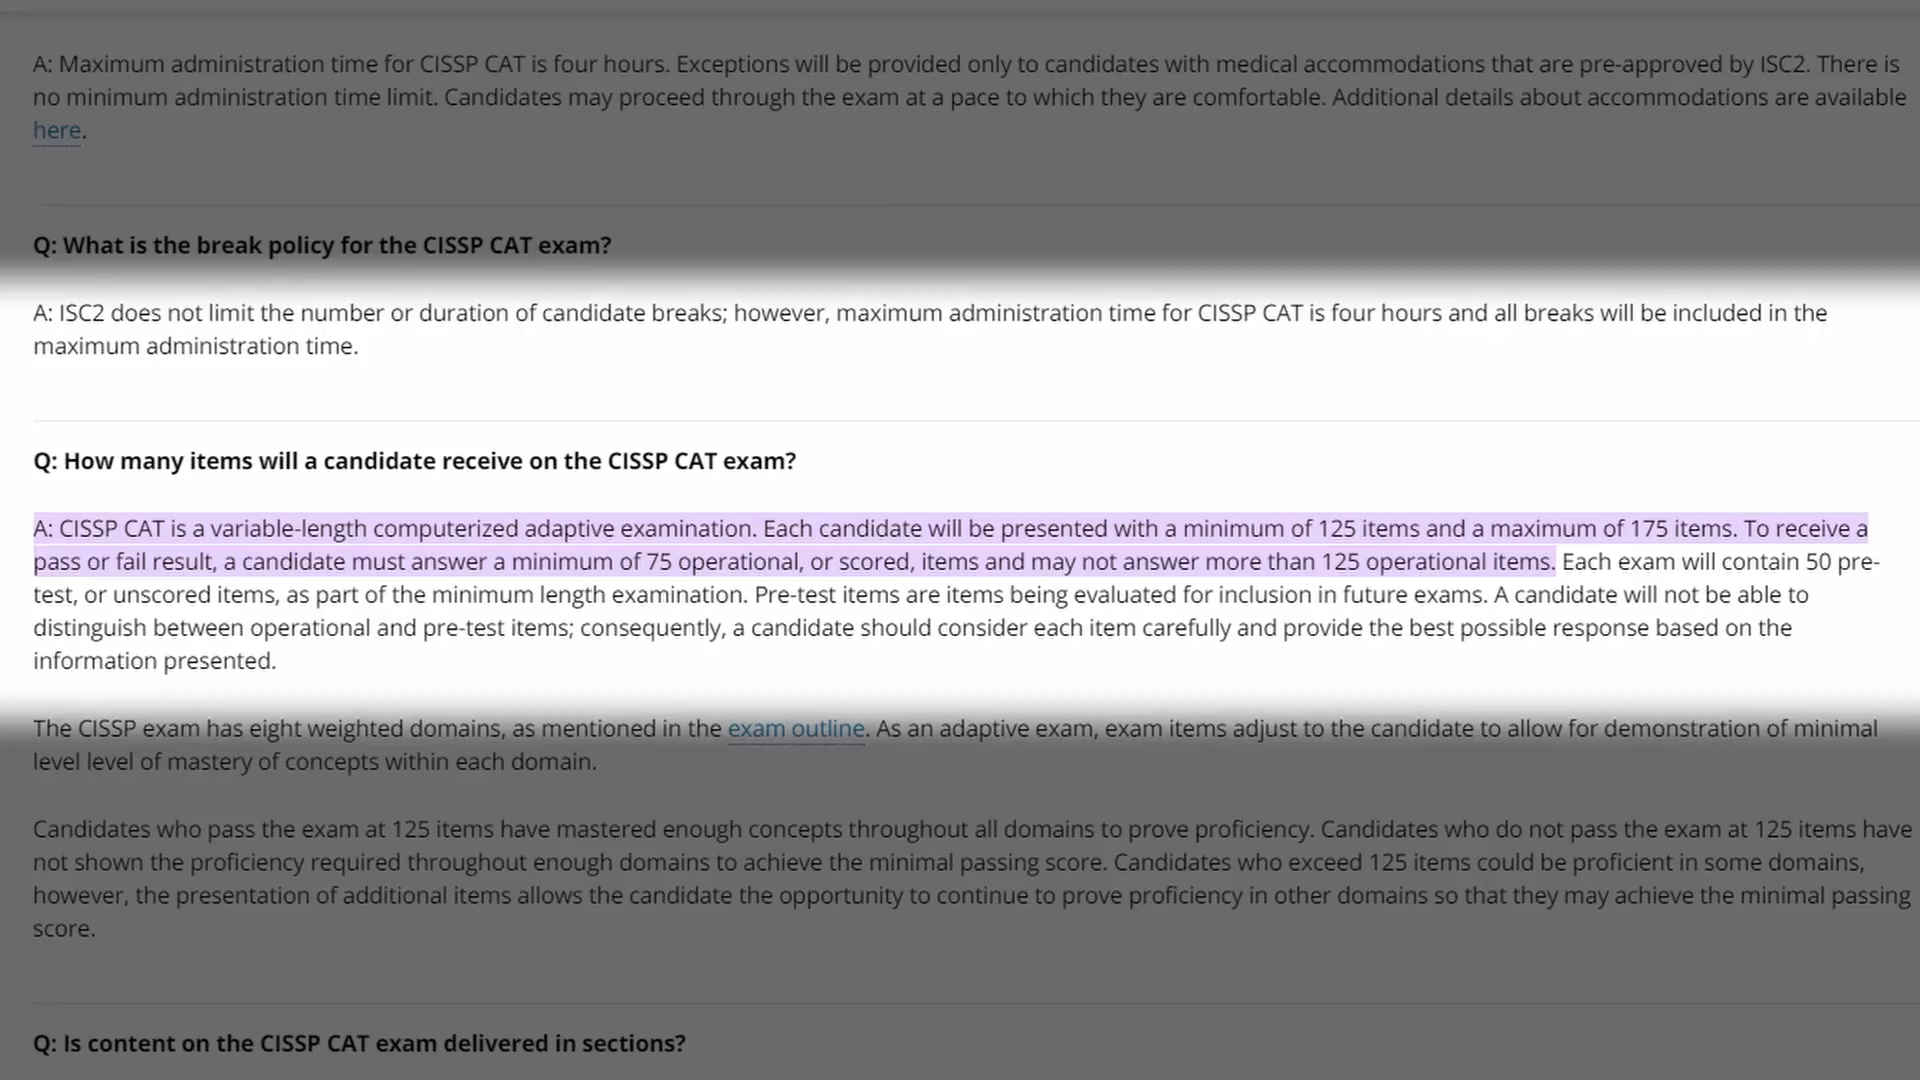 A: Maximum administration time for CISSP CAT is four hours. Exceptions will be provided only to candidates with medical accommodations that are pre-approved by ISC2. There is
no minimum administration time limit. Candidates may proceed through the exam at a pace to which they are comfortable. Additional details about accommodations are available
here.
Q: What is the break policy for the CISSP CAT exam?
A: ISC2 does not limit the number or duration of candidate breaks; however, maximum administration time for CISSP CAT is four hours and all breaks will be included in the
maximum administration time.
Q: How many items will a candidate receive on the CISSP CAT exam?
A: CISSP CAT is a variable-length computerized adaptive examination. Each candidate will be presented with a minimum of 125 items and a maximum of 175 items. To receive a
pass or fail result, a candidate must answer a minimum of 75 operational, or scored, items and may not answer more than 125 operational items. Each exam will contain 50 pre-
test, or unscored items, as part of the minimum length examination. Pre-test items are items being evaluated for inclusion in future exams. A candidate will not be able to
distinguish between operational and pre-test items; consequently, a candidate should consider each item carefully and provide the best possible response based on the
information presented.
The CISSP exam has eight weighted domains, as mentioned in the exam outline. As an adaptive exam, exam items adjust to the candidate to allow for demonstration of minimal
level level of mastery of concepts within each domain.
Candidates who pass the exam at 125 items have mastered enough concepts throughout all domains to prove proficiency. Candidates who do not pass the exam at 125 items have
not shown the proficiency required throughout enough domains to achieve the minimal passing score. Candidates who exceed 125 items could be proficient in some domains,
however, the presentation of additional items allows the candidate the opportunity to continue to prove proficiency in other domains so that they may achieve the minimal passing
score.
Q: Is content on the CISSP CAT exam delivered in sections?